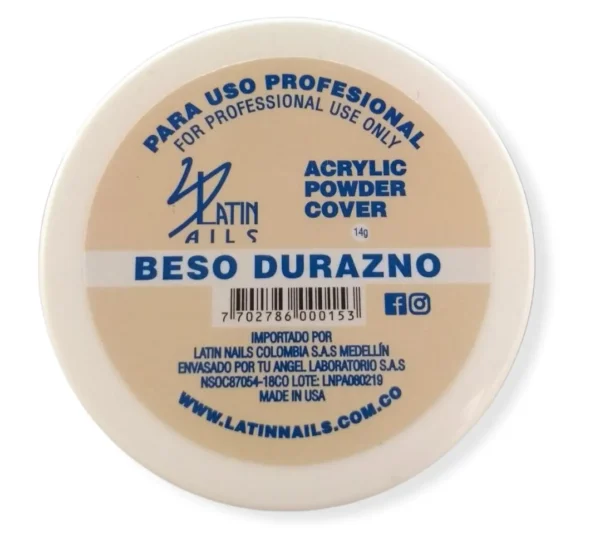 PARA USO PROFESIONAL
FOR PROFESSIONAL USE ONLY
LATIN
NAILS
ACRYLIC
POWDER
COVER
14g
BESO DURAZNO
7 702786 000153
IMPORTADO POR
LATIN NAILS COLOMBIA S.A.S MEDELLÍN
ENVASADO POR TU ANGEL LABORATORIO S.A.S
NSOC87054-18CO LOTE: LNPA080219
MADE IN USA
WWW.LATINNAILS.COM.CO